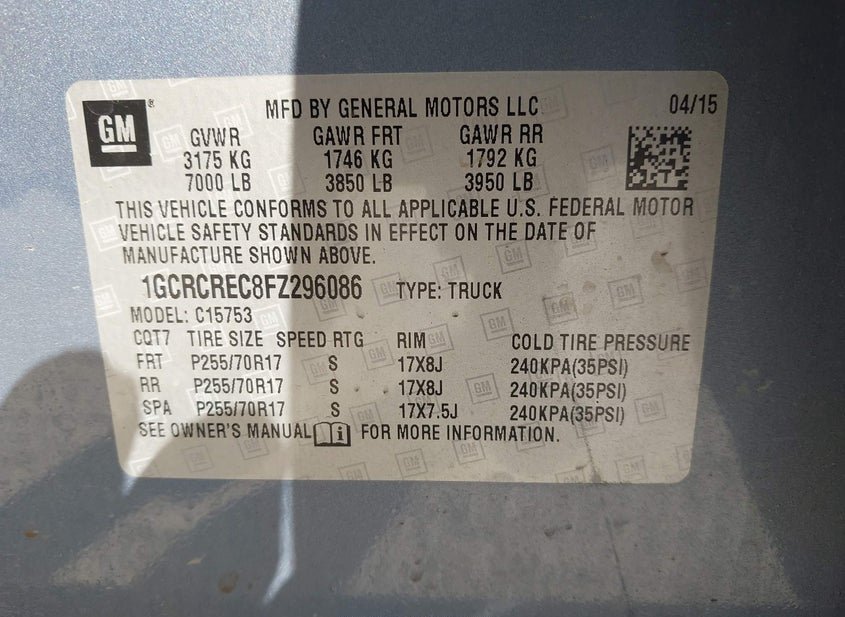 GM
MFD BY GENERAL MOTORS LLC 04/15
GVWR GAWR FRT GAWR RR
3175 KG 1746 KG 1792 KG
7000 LB 3850 LB 3950 LB
THIS VEHICLE CONFORMS TO ALL APPLICABLE U.S. FEDERAL MOTOR
VEHICLE SAFETY STANDARDS IN EFFECT ON THE DATE OF
MANUFACTURE SHOWN ABOVE.
1GCRCREC8FZ296086 TYPE: TRUCK
MODEL: C15753
CQT7 TIRE SIZE SPEED RTG RIM COLD TIRE PRESSURE
FRT P255/70R17 S 17X8J 240KPA(35PSI)
RR P255/70R17 S 17X8J 240KPA(35PSI)
SPA P255/70R17 S 17X7.5J 240KPA(35PSI)
SEE OWNER'S MANUAL FOR MORE INFORMATION.